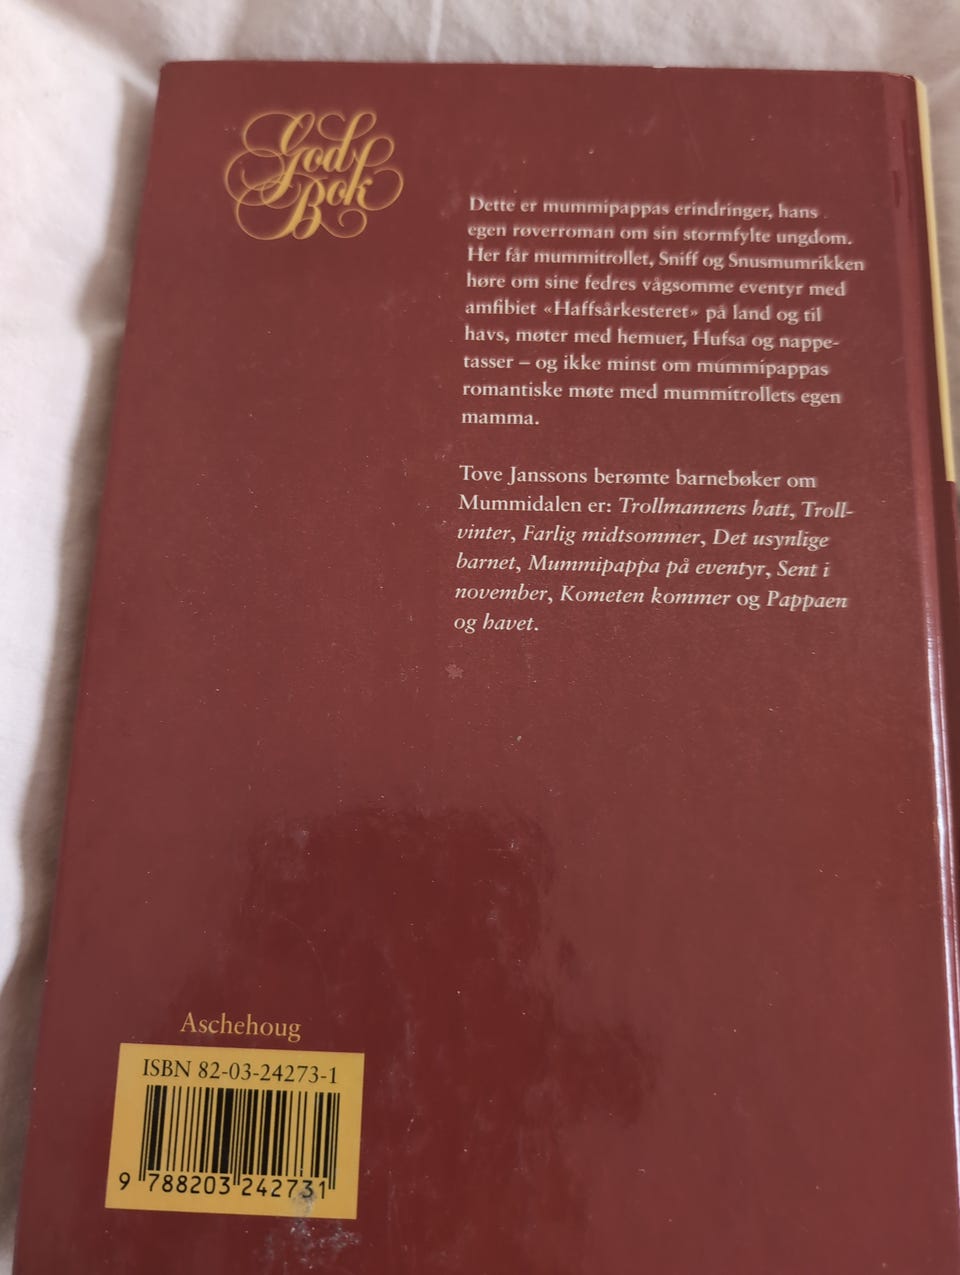 God
Bok
Dette er mummipappas erindringer, hans
egen røverroman om sin stormfylte ungdom.
Her får mummitrollet, Sniff og Snusmumrikken
høre om sine fedres vågsomme eventyr med
amfibiet «Haffsårkesteret» på land og til
havs, møter med hemuer, Hufsa og nappe-
tasser – og ikke minst om mummipappas
romantiske møte med mummitrollets egen
mamma.
Tove Janssons berømte barnebøker om
Mummidalen er: Trollmannens hatt, Troll-
vinter, Farlig midtsommer, Det usynlige
barnet, Mummipappa på eventyr, Sent i
november, Kometen kommer og Pappaen
og havet.
Aschehoug
ISBN 82-03-24273-1
9 788203 242731